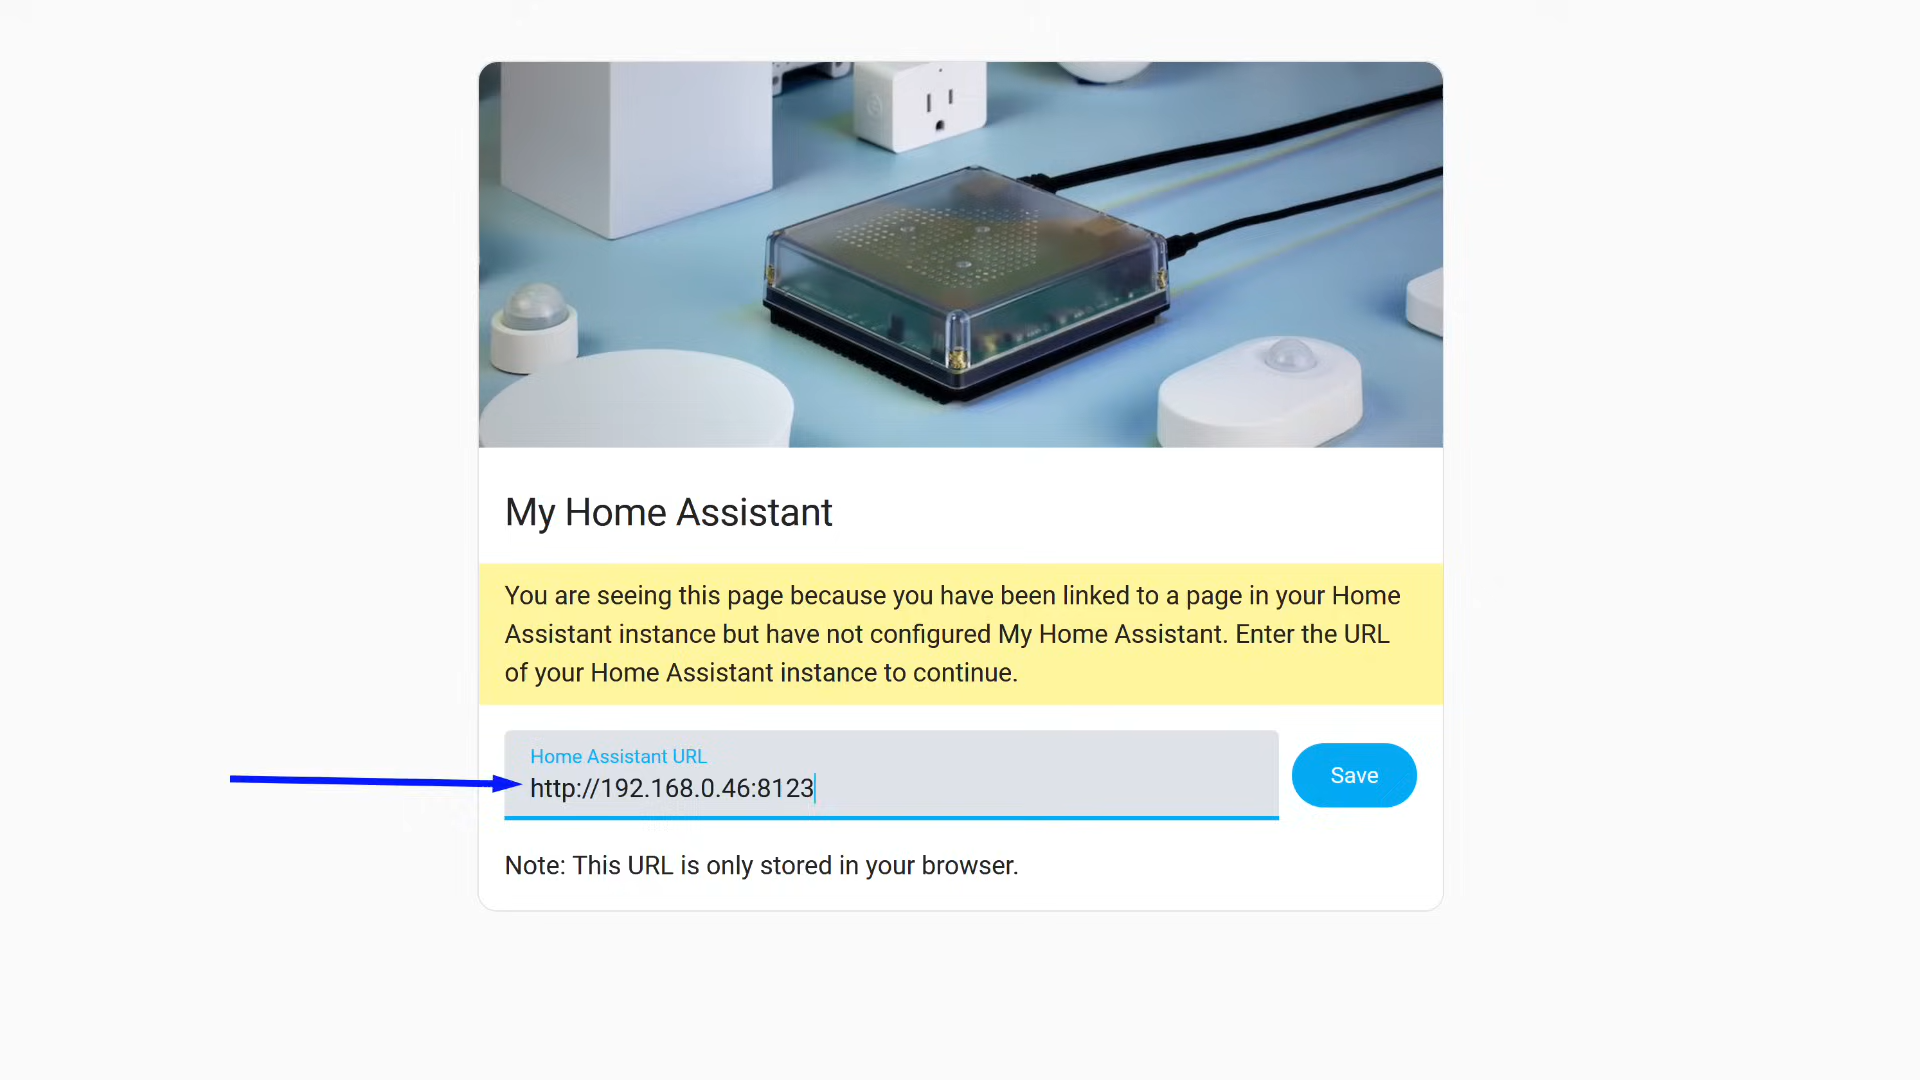 My Home Assistant
You are seeing this page because you have been linked to a page in your Home
Assistant instance but have not configured My Home Assistant. Enter the URL
of your Home Assistant instance to continue.
Home Assistant URL
http://192.168.0.46:8123
Save
Note: This URL is only stored in your browser.